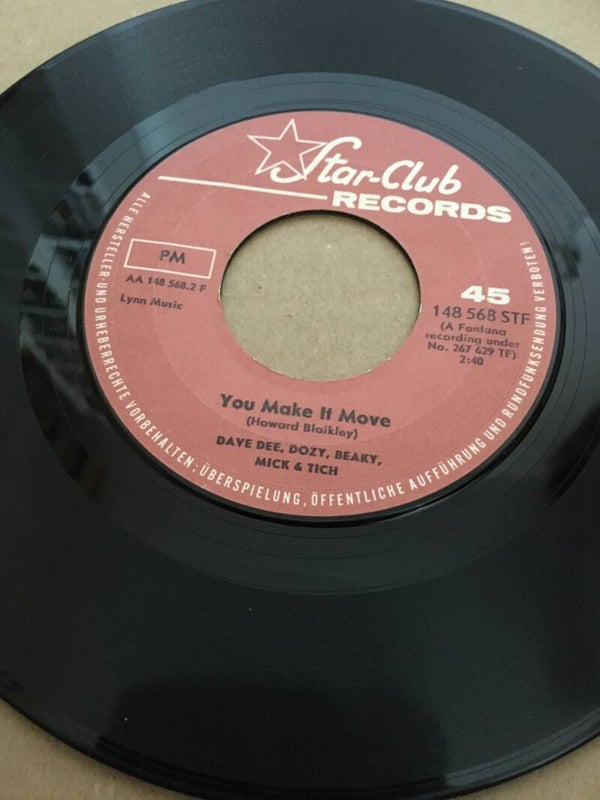 Star-Club
RECORDS
PM
AA 148 568.2 F
Lynn Music
45
148 568 STF
(A Fontana
recording under
No. 267 629 TF)
2:40
You Make It Move
(Howard Blaikley)
DAVE DEE, DOZY, BEAKY,
MICK & TICH
ALLE HERSTELLER- UND URHEBERRECHTE VORBEHALTEN · ÜBERSPIELUNG, ÖFFENTLICHE AUFFÜHRUNG UND RUNDFUNKSENDUNG VERBOTEN!